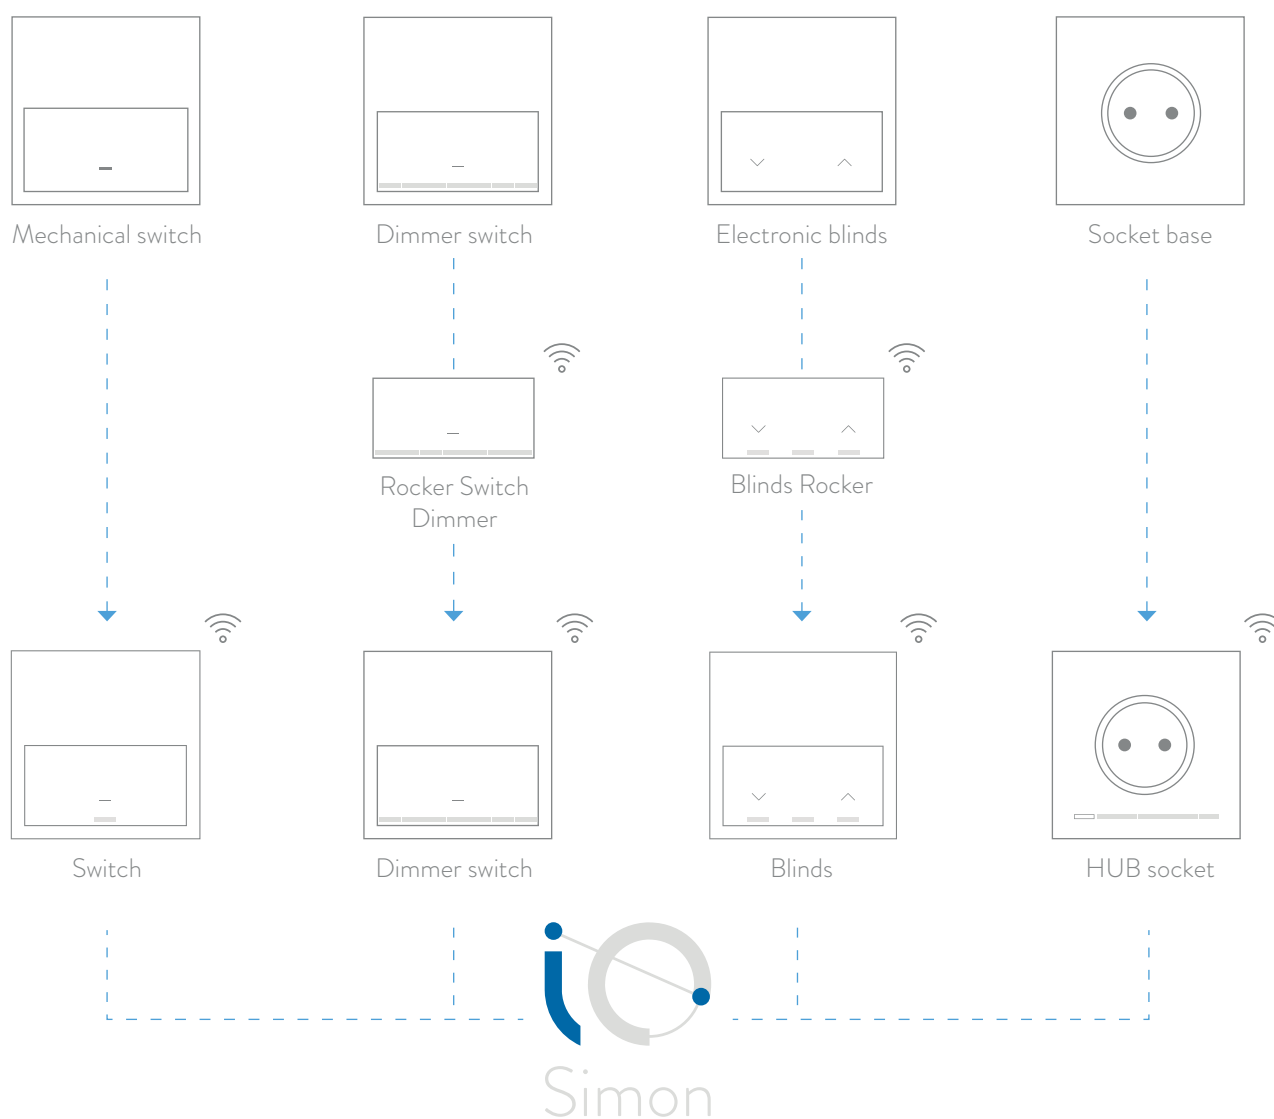 Mechanical switch
Dimmer switch
Electronic blinds
Socket base
Rocker Switch
Dimmer
Blinds Rocker
Switch
Dimmer switch
Blinds
HUB socket
iO
Simon